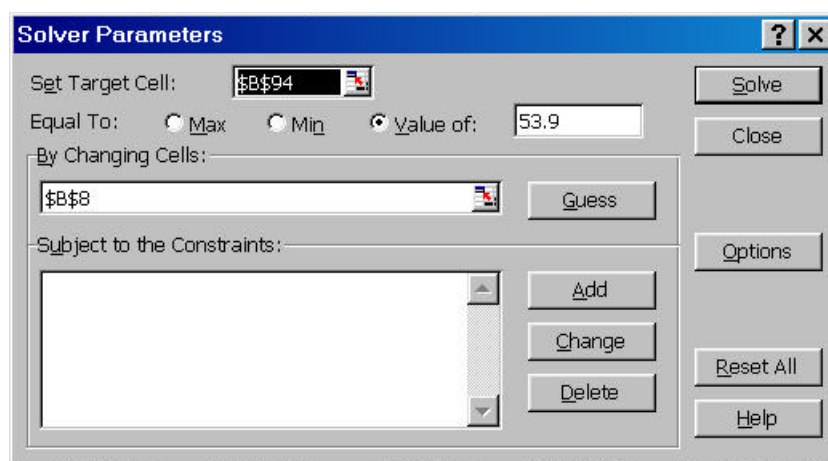 Solver Parameters ? ×
Set Target Cell: $B$94 Solve
Equal To: Max Min Value of: 53.9 Close
By Changing Cells:
$B$8 Guess
Subject to the Constraints: Options
Add
Change
Reset All
Delete
Help